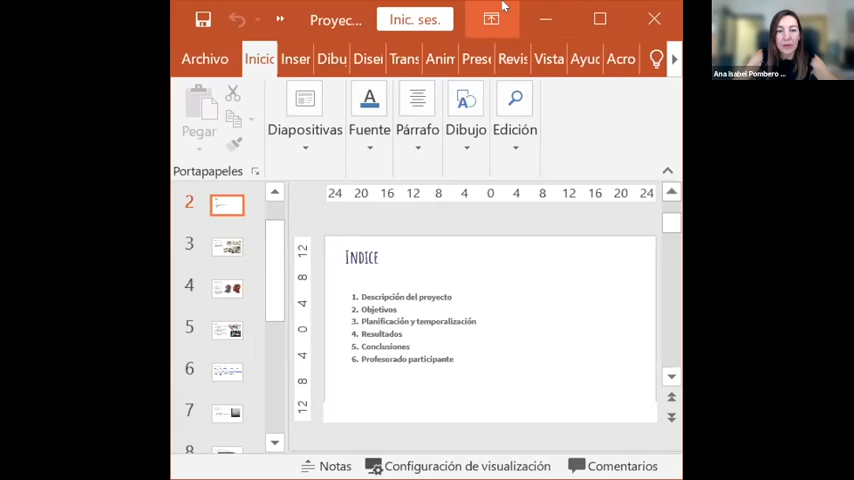 Proyec...
Inic. ses.
Archivo
Inicic
Inser
Dibu
Disei
Trans
Anim
Prese
Revis
Vista
Ayuc
Acro
Pegar
Diapositivas
Fuente
Párrafo
Dibujo
Edición
Portapapeles
24 20 16 12 8 4 0 4 8 12 16 20 24
12
8
4
0
4
8
12
2
3
4
5
6
7
8
Indice
1. Descripción del proyecto
2. Objetivos
3. Planificación y temporalización
4. Resultados
5. Conclusiones
6. Profesorado participante
Notas
Configuración de visualización
Comentarios
Ana Isabel Pombero ...